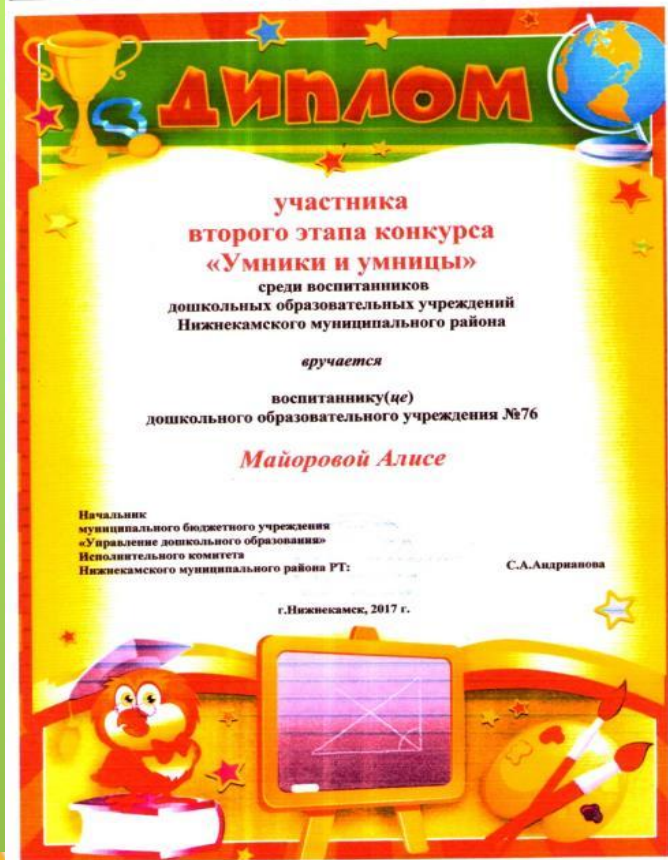 ДИПЛОМ
участника
второго этапа конкурса
«Умники и умницы»
среди воспитанников
дошкольных образовательных учреждений
Нижнекамского муниципального района
вручается
воспитаннику(це)
дошкольного образовательного учреждения №76
Майоровой Алисе
Начальник
муниципального бюджетного учреждения
«Управление дошкольного образования»
Исполнительного комитета
Нижнекамского муниципального района РТ: С.А.Андрианова
г.Нижнекамск, 2017 г.